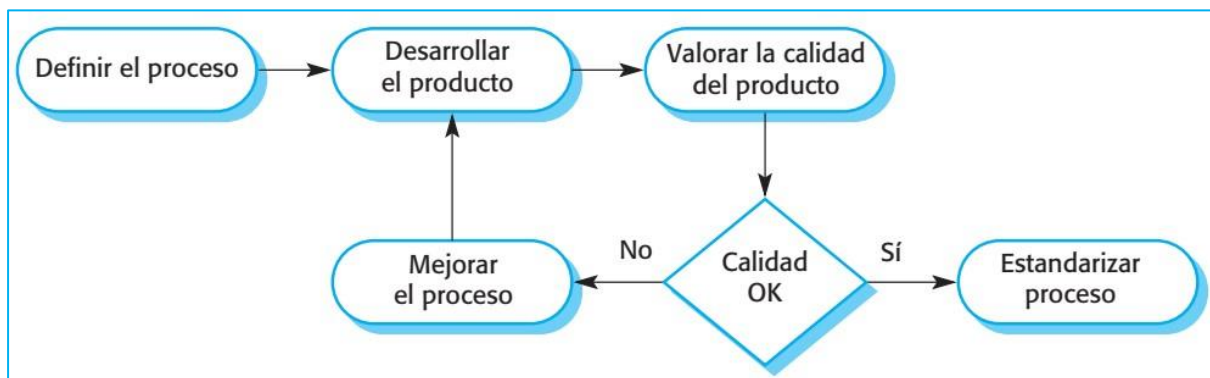 Definir el proceso
Desarrollar
el producto
Valorar la calidad
del producto
Mejorar
el proceso
No
Calidad
OK
Sí
Estandarizar
proceso